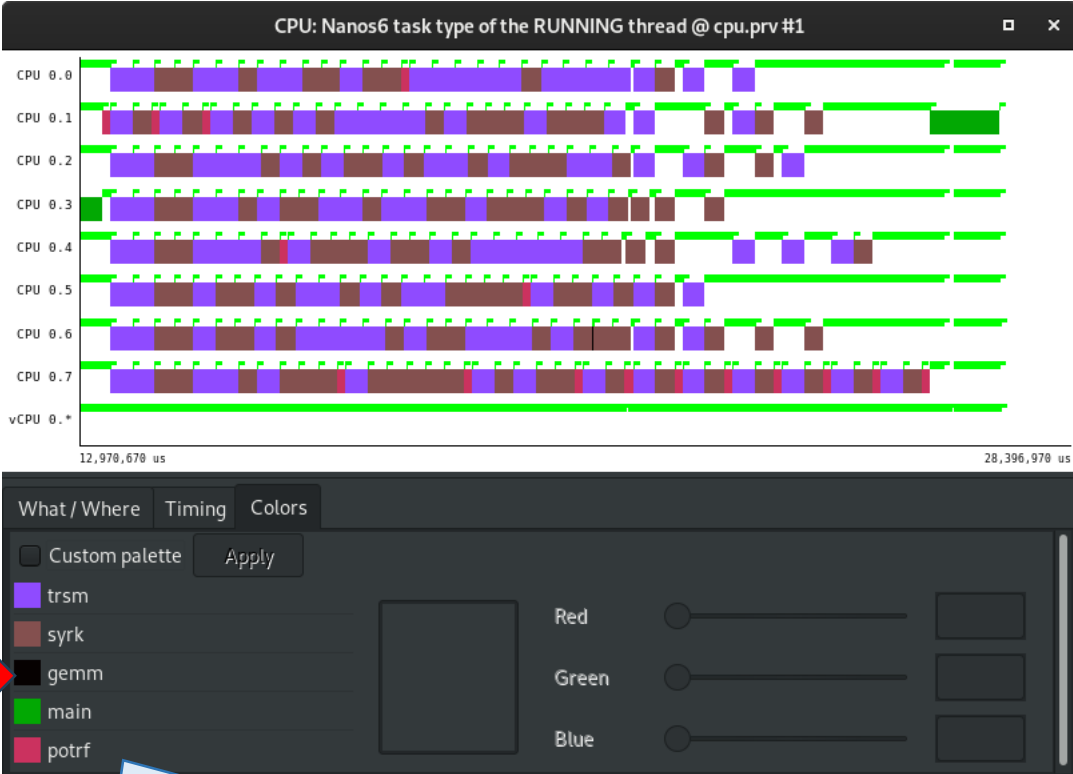 CPU: Nanos6 task type of the RUNNING thread @ cpu.prv #1
CPU 0.0
CPU 0.1
CPU 0.2
CPU 0.3
CPU 0.4
CPU 0.5
CPU 0.6
CPU 0.7
vCPU 0.*
12,970,670 us 28,396,970 us
What / Where Timing Colors
Custom palette Apply
trsm
syrk
gemm
main
potrf
Red
Green
Blue